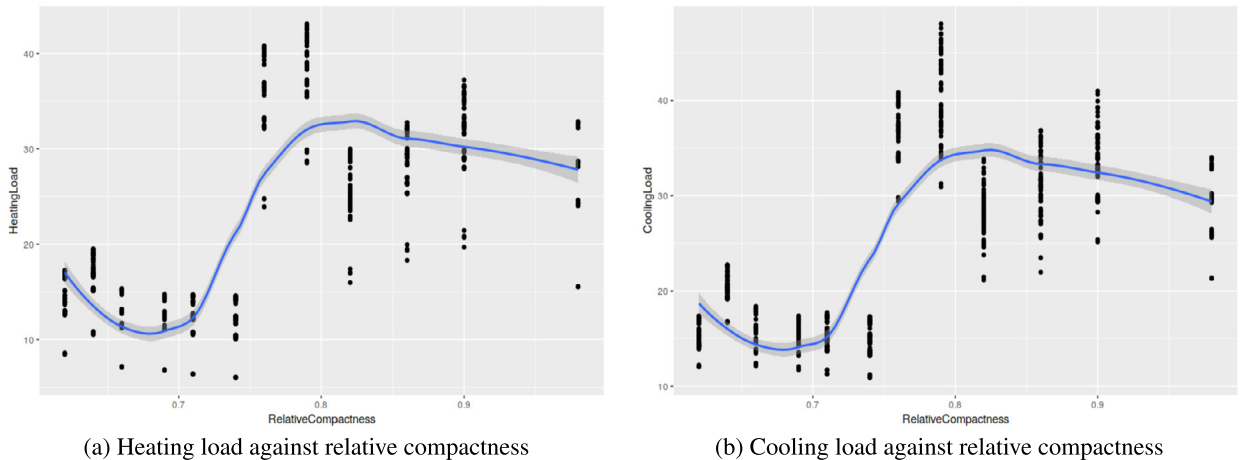 40
30
20
10
HeatingLoad
0.7
0.8
0.9
RelativeCompactness
(a) Heating load against relative compactness
40
30
20
10
CoolingLoad
0.7
0.8
0.9
RelativeCompactness
(b) Cooling load against relative compactness